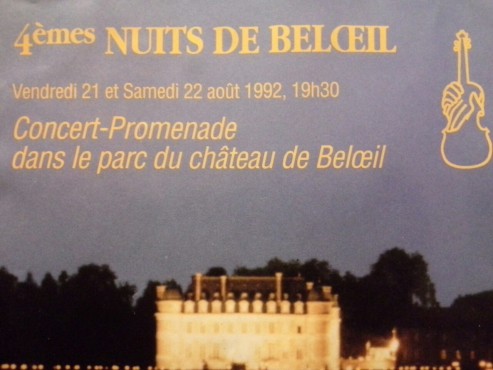 4èmes NUITS DE BELŒIL
Vendredi 21 et Samedi 22 août 1992, 19h30
Concert-Promenade
dans le parc du château de Belœil